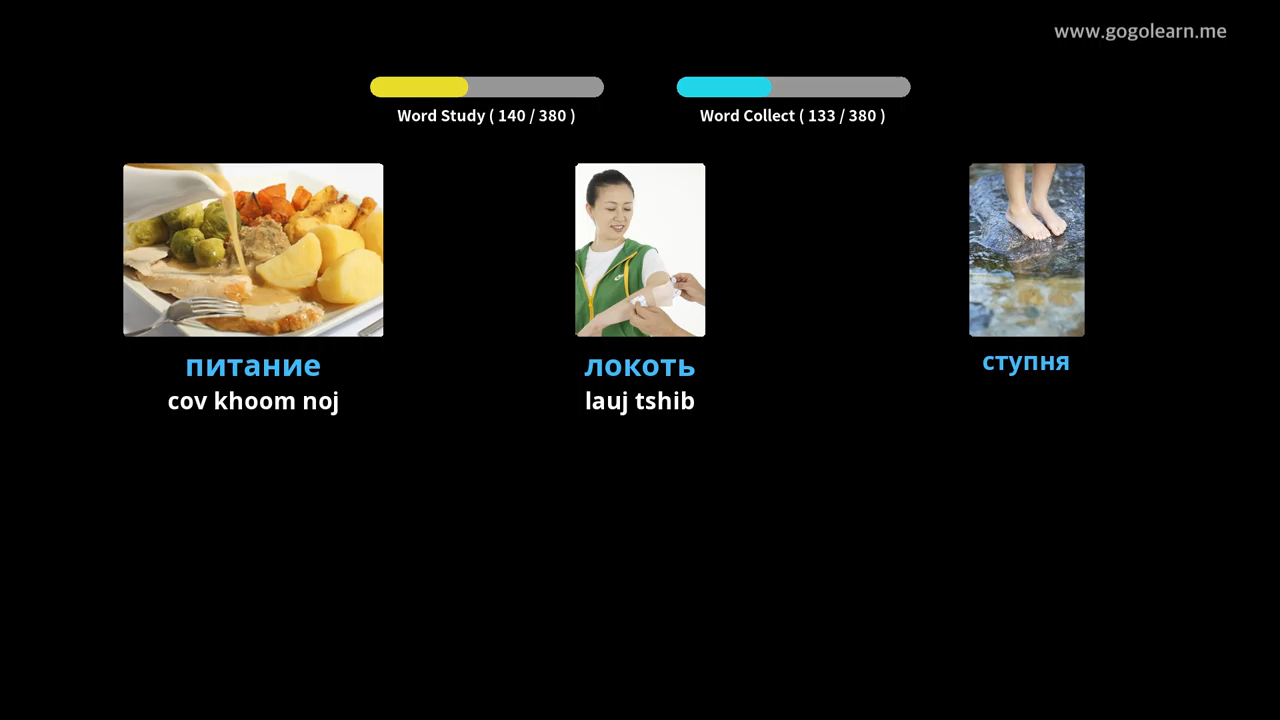 www.gogolearn.me
Word Study ( 140 / 380 )
Word Collect ( 133 / 380 )
питание
cov khoom noj
локоть
lauj tshib
ступня